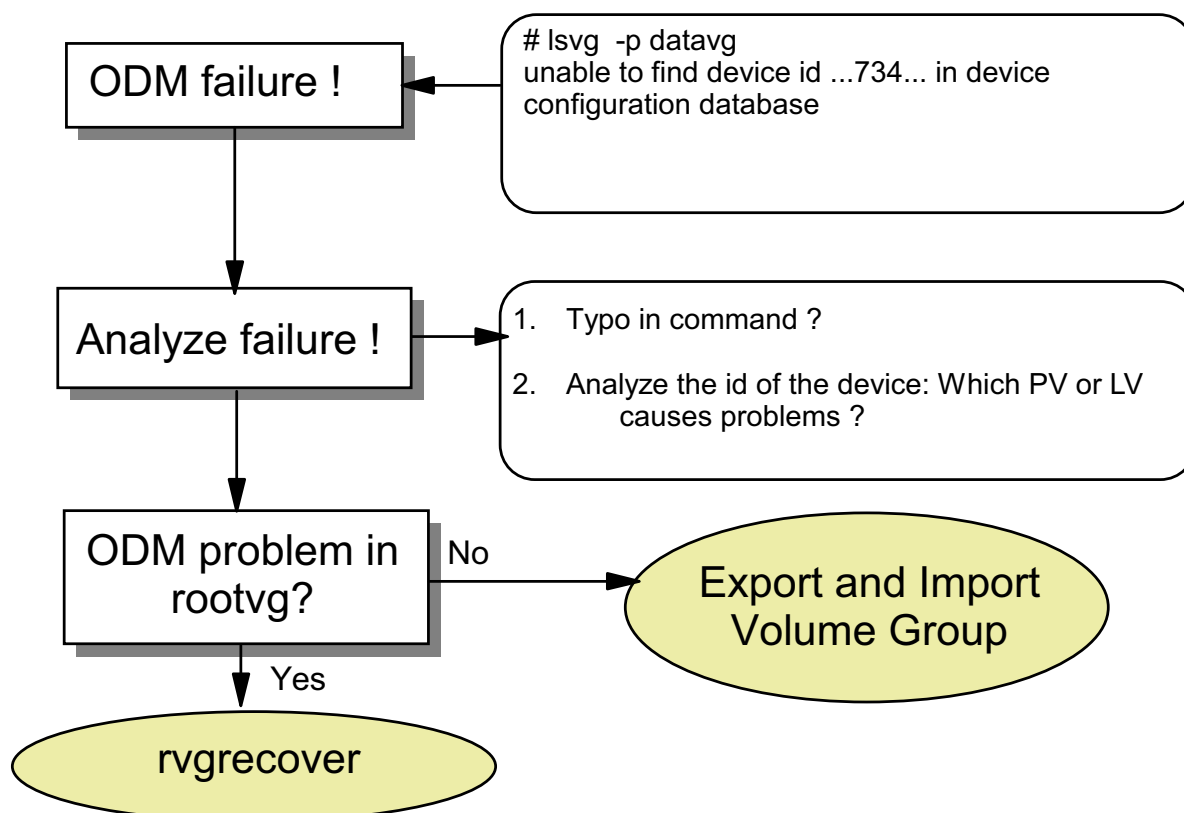 # lsvg -p datavg
unable to find device id ...734... in device
configuration database
ODM failure !
Analyze failure !
1. Typo in command ?
2. Analyze the id of the device: Which PV or LV
causes problems ?
ODM problem in
rootvg?
No
Export and Import
Volume Group
Yes
rvgrecover